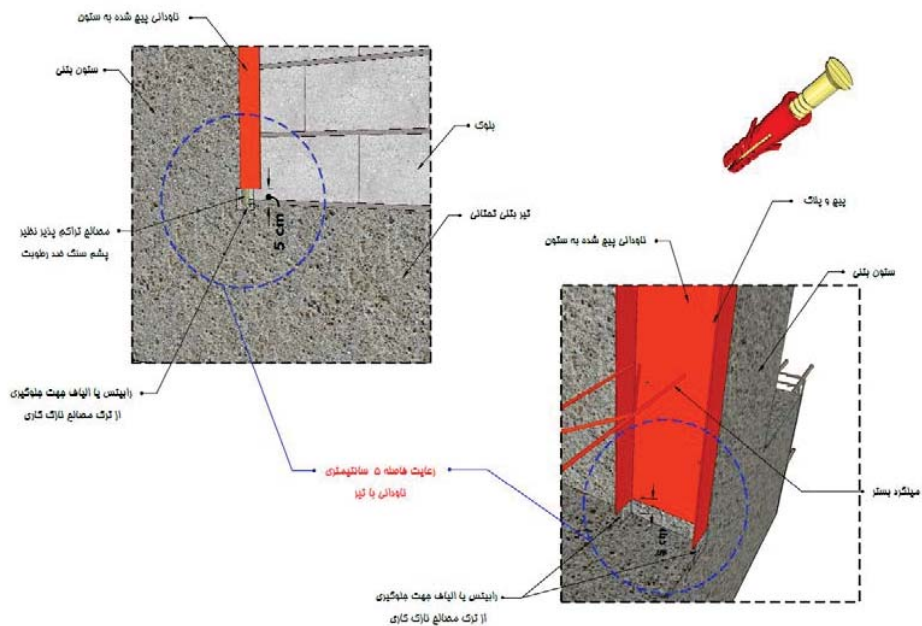 ناودانی پیچ شده به ستون
ستون بتنی
بلوک
تیر بتنی تحتانی
5 cm
مصالح تراکم پذیر نظیر
پشم سنگ ضد رطوبت
رابیتس یا الیاف جهت جلوگیری
از ترک مصالح نازک کاری
رعایت فاصله ۵ سانتیمتری
ناودانی با تیر
پیچ و پلاک
ناودانی پیچ شده به ستون
ستون بتنی
میلگرد بستر
5 cm
رابیتس یا الیاف جهت جلوگیری
از ترک مصالح نازک کاری